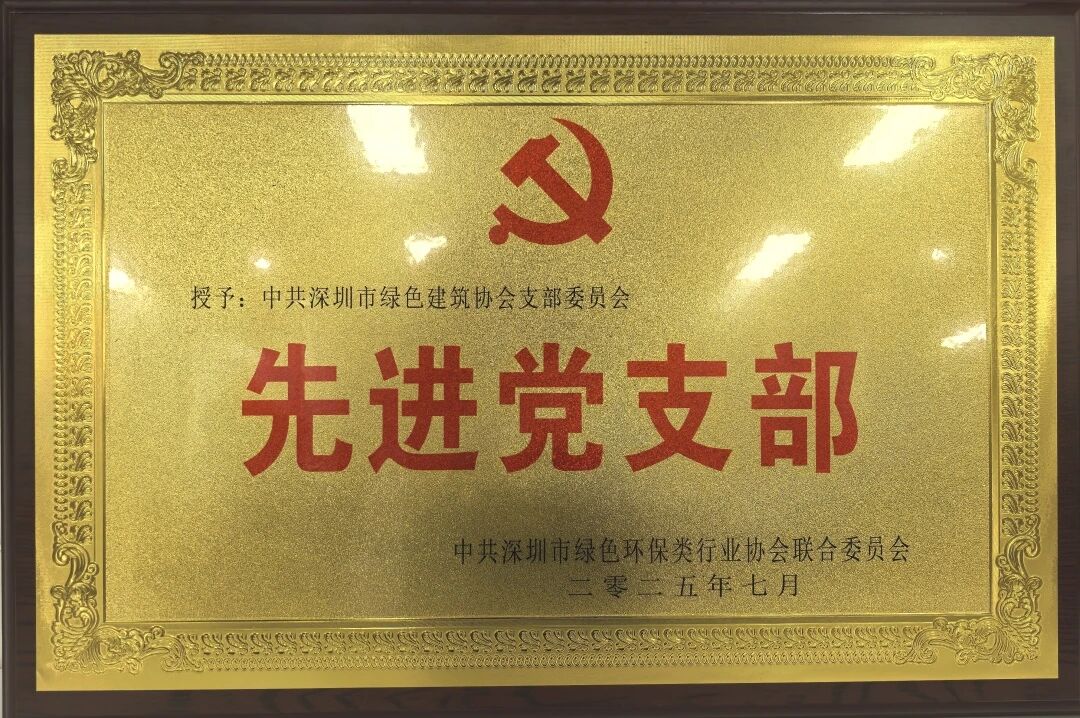 授予：中共深圳市绿色建筑协会支部委员会
先进党支部
中共深圳市绿色环保类行业协会联合委员会
二零二五年七月